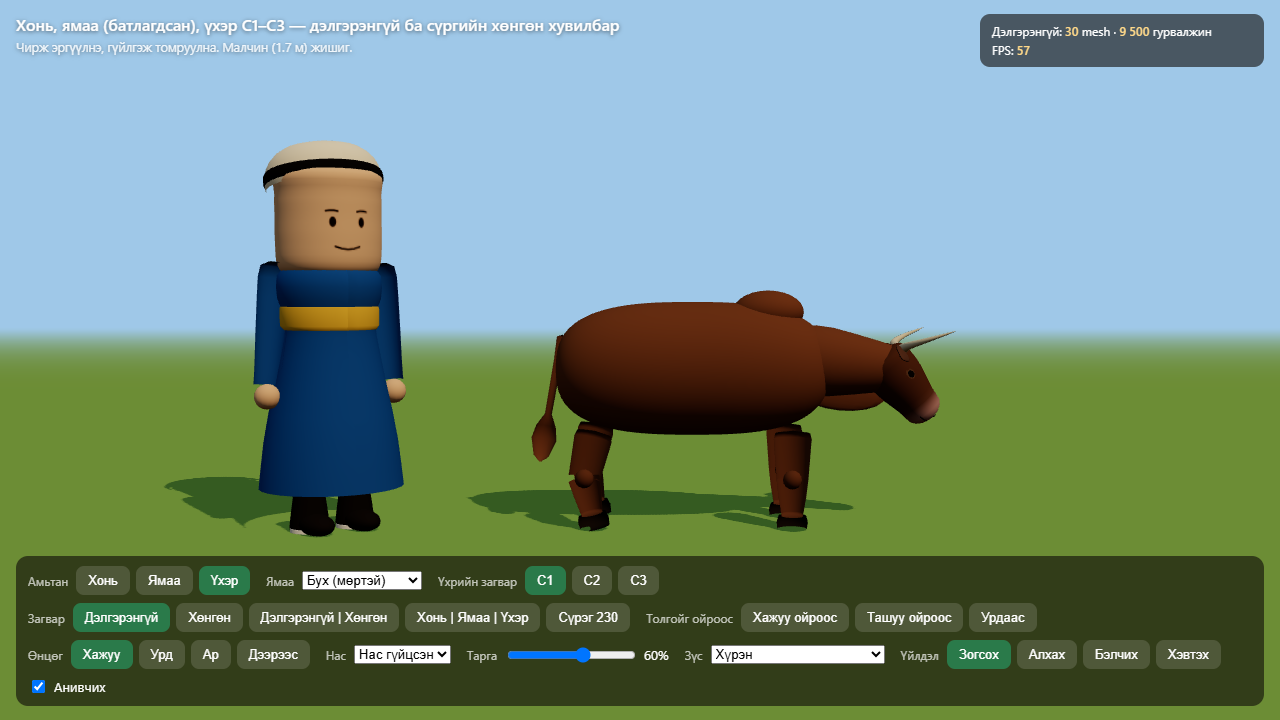 Хонь, ямаа (батлагдсан), үхэр C1–C3 — дэлгэрэнгүй ба сүргийн хөнгөн хувилбар
Чирж эргүүлнэ, гүйлгэж томруулна. Малчин (1.7 м) жишиг.
Дэлгэрэнгүй: 30 mesh · 9 500 гурвалжин
FPS: 57
Амьтан Хонь Ямаа Үхэр Ямаа Бух (мөртэй) Үхрийн загвар C1 C2 C3
Загвар Дэлгэрэнгүй Хөнгөн Дэлгэрэнгүй | Хөнгөн Хонь | Ямаа | Үхэр Сүрэг 230 Толгойг ойроос Хажуу ойроос Ташуу ойроос Урдаас
Өнцөг Хажуу Урд Ар Дээрээс Нас Нас гүйцсэн Тарга 60% Зүс Хүрэн Үйлдэл Зогсох Алхах Бэлчих Хэвтэх
Анивчих